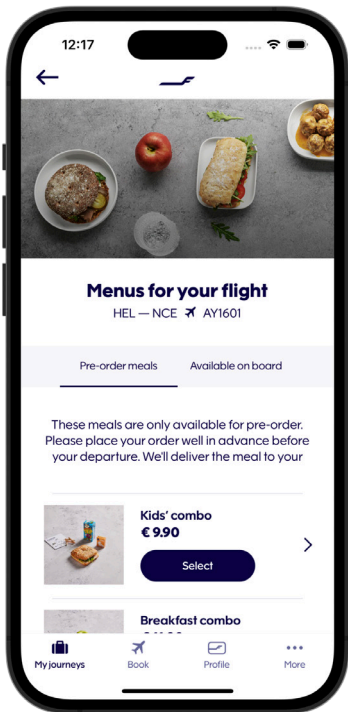 12:17
Menus for your flight
HEL — NCE AY1601
Pre-order meals Available on board
These meals are only available for pre-order.
Please place your order well in advance before
your departure. We'll deliver the meal to your
Kids' combo
€ 9.90
Select
Breakfast combo
My journeys Book Profile More